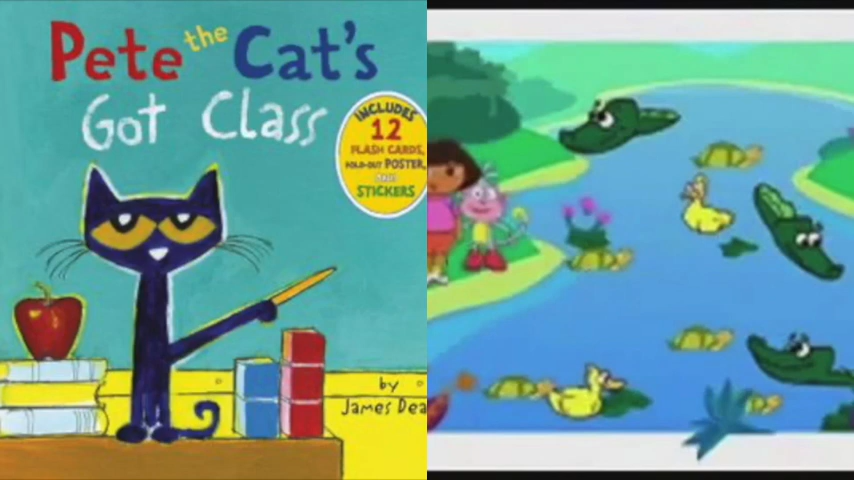 Pete the Cat's
Got Class
INCLUDES
12
FLASH CARDS,
FOLD-OUT POSTER,
AND
STICKERS
by
James Dea